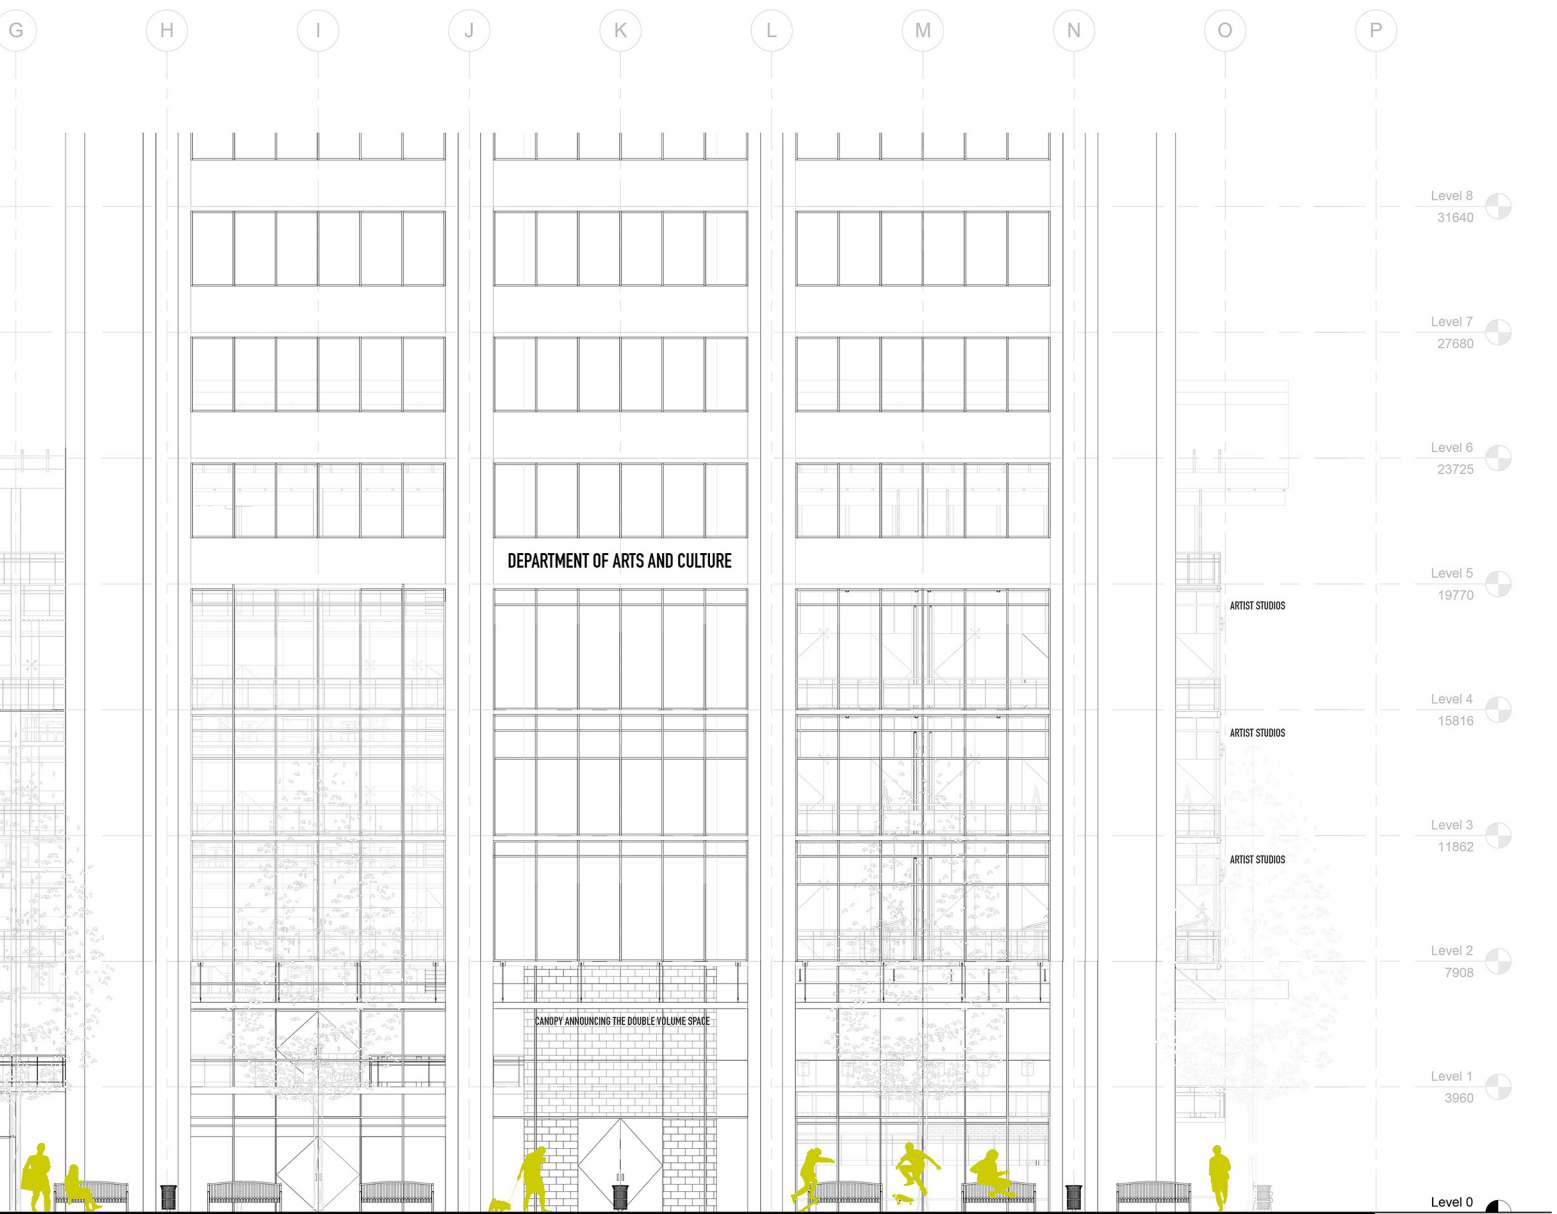 G H I J K L M N O P
Level 8
31640
Level 7
27680
Level 6
23725
DEPARTMENT OF ARTS AND CULTURE
Level 5
19770
ARTIST STUDIOS
Level 4
15816
ARTIST STUDIOS
Level 3
11862
ARTIST STUDIOS
Level 2
7908
CANOPY ANNOUNCING THE DOUBLE VOLUME SPACE
Level 1
3960
Level 0